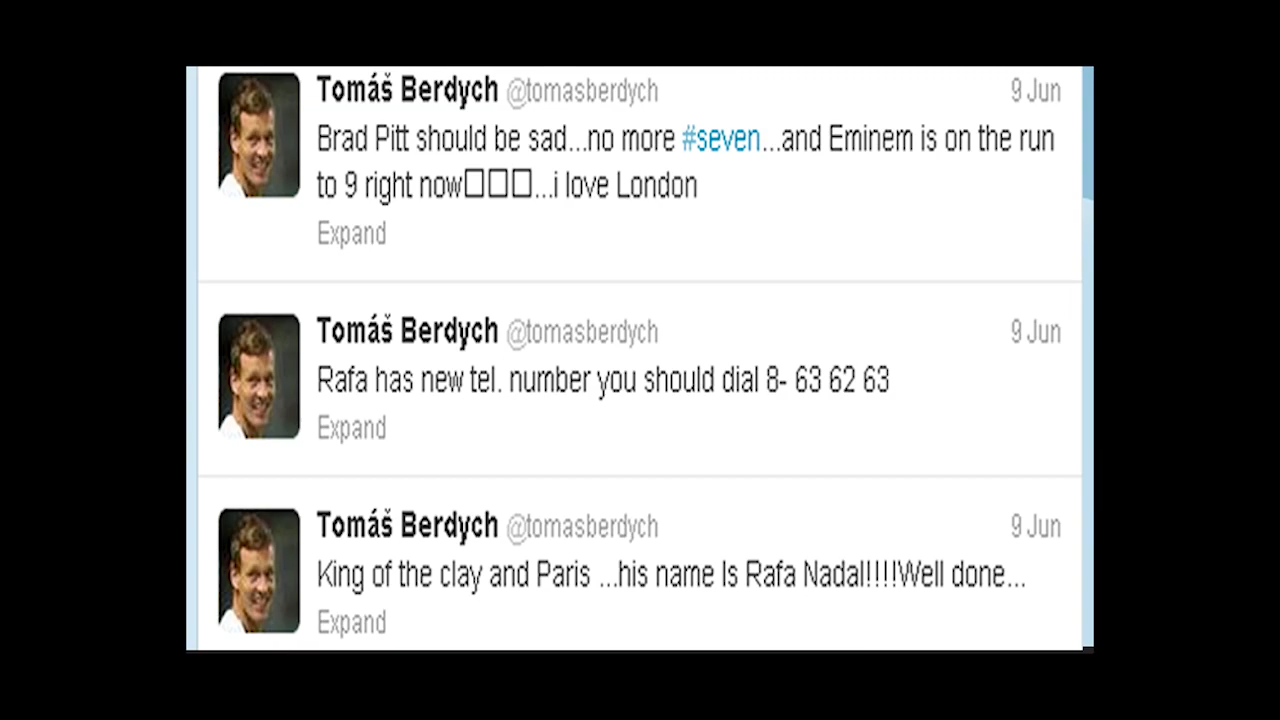 Tomáš Berdych @tomasberdych 9 Jun
Brad Pitt should be sad...no more #seven...and Eminem is on the run
to 9 right now□□□...i love London
Expand
Tomáš Berdych @tomasberdych 9 Jun
Rafa has new tel. number you should dial 8- 63 62 63
Expand
Tomáš Berdych @tomasberdych 9 Jun
King of the clay and Paris ...his name Is Rafa Nadal!!!!Well done...
Expand